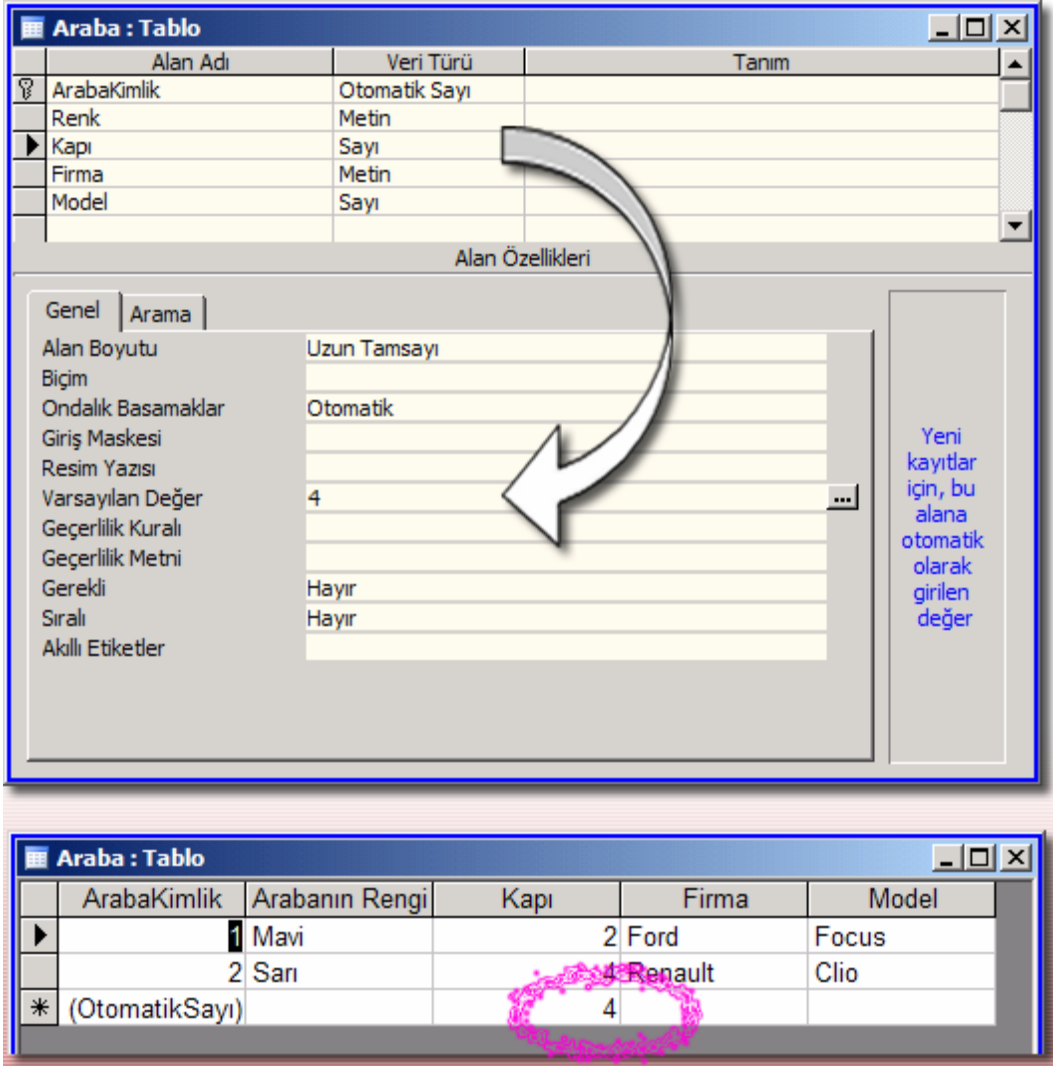 Araba : Tablo
Alan Adı Veri Türü Tanım
ArabaKimlik Otomatik Sayı
Renk Metin
Kapı Sayı
Firma Metin
Model Sayı
Alan Özellikleri
Genel Arama
Alan Boyutu Uzun Tamsayı
Biçim
Ondalık Basamaklar Otomatik
Giriş Maskesi
Resim Yazısı
Varsayılan Değer 4 ...
Geçerlilik Kuralı
Geçerlilik Metni
Gerekli Hayır
Sıralı Hayır
Akıllı Etiketler
Yeni
kayıtlar
için, bu
alana
otomatik
olarak
girilen
değer
Araba : Tablo
ArabaKimlik Arabanın Rengi Kapı Firma Model
1 Mavi 2 Ford Focus
2 Sarı 4 Renault Clio
(OtomatikSayı) 4